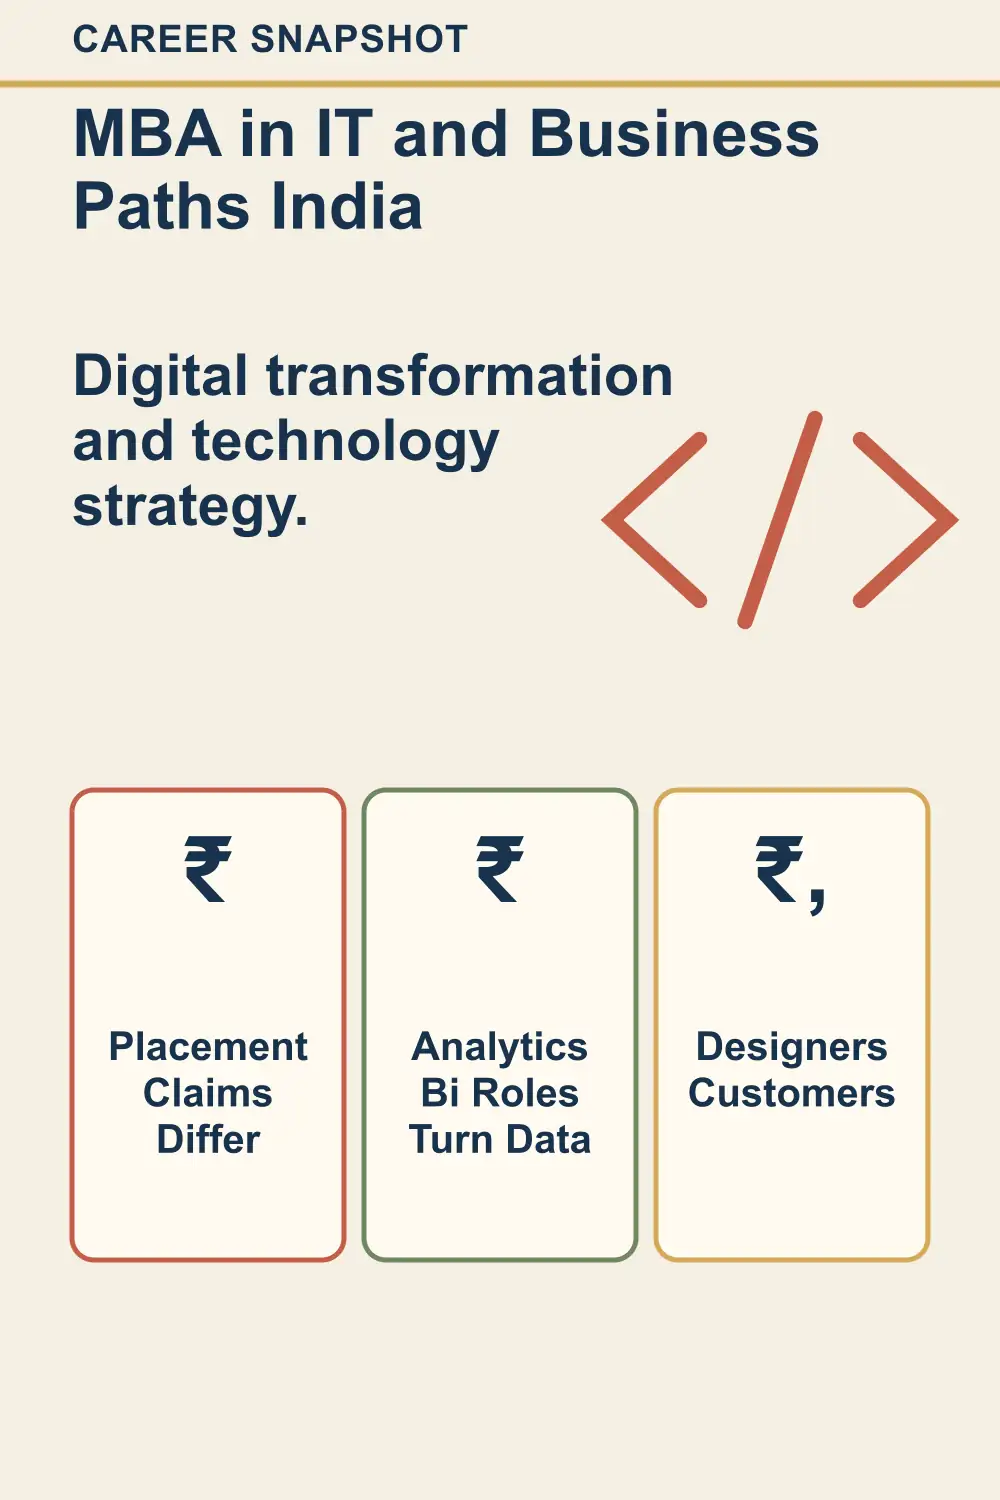 CAREER SNAPSHOT
MBA in IT and Business
Paths India
Digital transformation
and technology
strategy.
</>
₹
Placement
Claims
Differ
₹
Analytics
Bi Roles
Turn Data
₹,
Designers
Customers